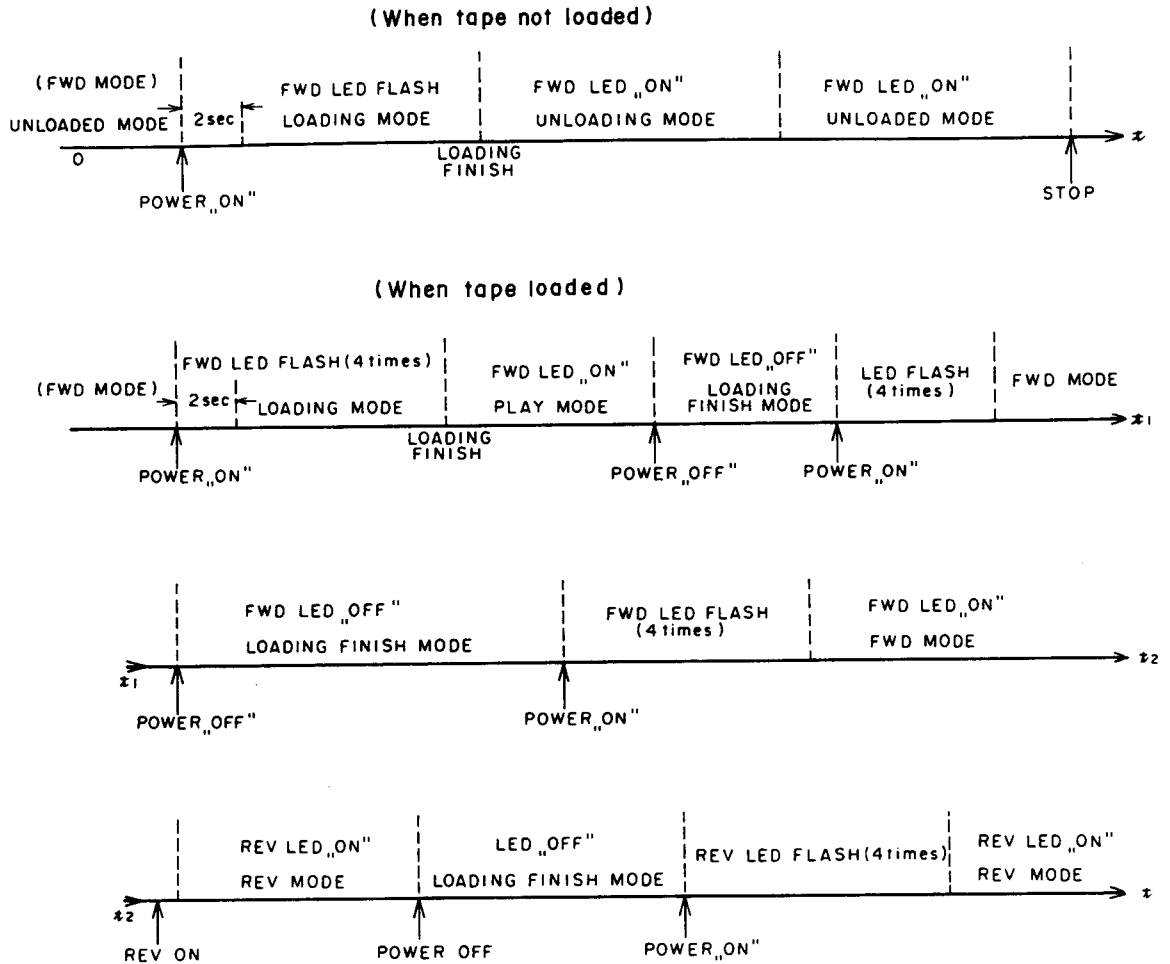 (When tape not loaded)
(FWD MODE)
UNLOADED MODE
2sec
FWD LED FLASH
LOADING MODE
FWD LED „ON"
UNLOADING MODE
FWD LED „ON"
UNLOADED MODE
0
t
POWER „ON"
LOADING
FINISH
STOP
(When tape loaded)
(FWD MODE)
FWD LED FLASH (4 times)
2sec
LOADING MODE
FWD LED „ON"
PLAY MODE
FWD LED „OFF"
LOADING
FINISH MODE
LED FLASH
(4 times)
FWD MODE
t1
POWER „ON"
LOADING
FINISH
POWER „OFF"
POWER „ON"
FWD LED „OFF"
LOADING FINISH MODE
FWD LED FLASH
(4 times)
FWD LED „ON"
FWD MODE
t1
t2
POWER „OFF"
POWER „ON"
REV LED „ON"
REV MODE
LED „OFF"
LOADING FINISH MODE
REV LED FLASH (4 times)
REV LED „ON"
REV MODE
t2
t
REV ON
POWER OFF
POWER „ON"